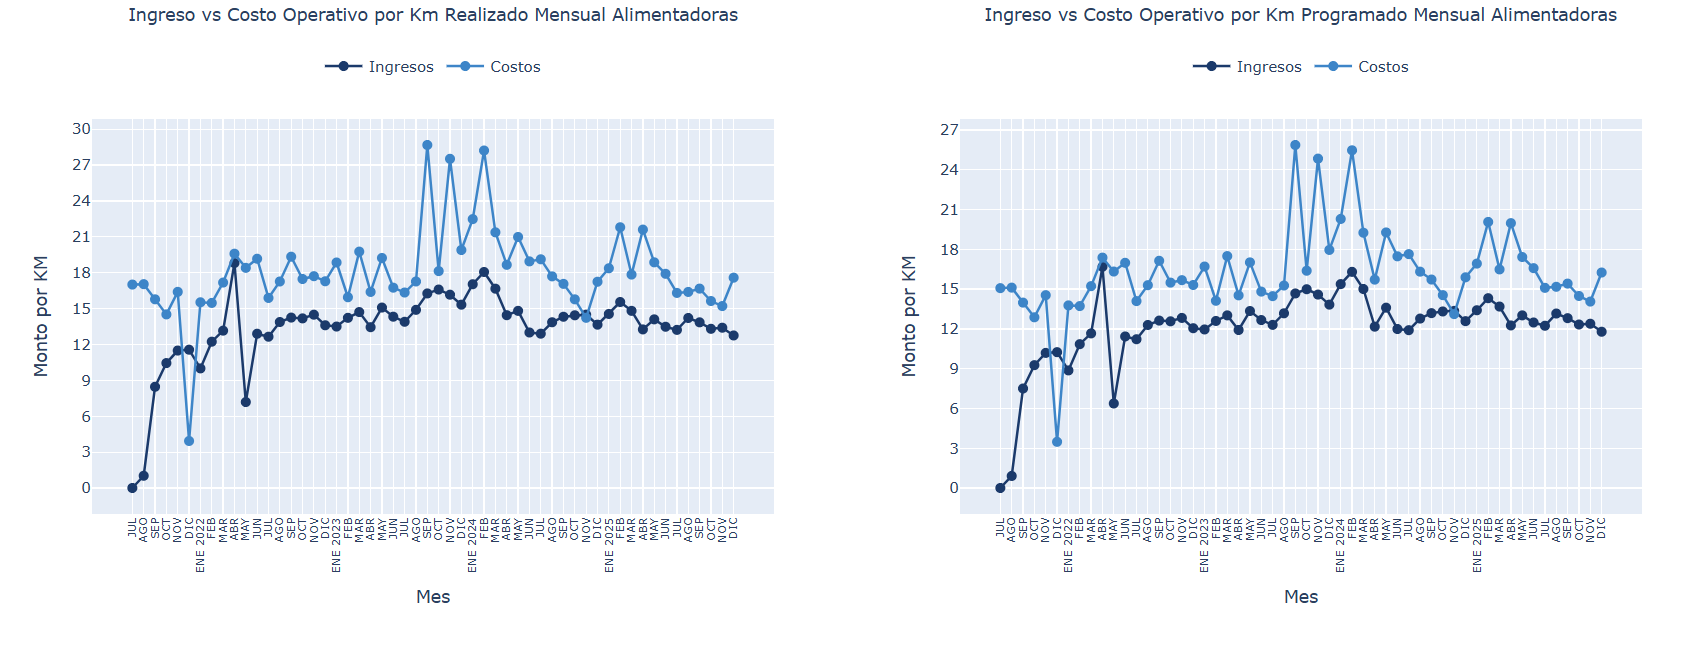 Ingreso vs Costo Operativo por Km Realizado Mensual Alimentadoras
Ingresos
Costos
30
27
24
21
18
15
12
9
6
3
0
Monto por KM
JUL
AGO
SEP
OCT
NOV
DIC
ENE 2022
FEB
MAR
ABR
MAY
JUN
JUL
AGO
SEP
OCT
NOV
DIC
ENE 2023
FEB
MAR
ABR
MAY
JUN
JUL
AGO
SEP
OCT
NOV
DIC
ENE 2024
FEB
MAR
ABR
MAY
JUN
JUL
AGO
SEP
OCT
NOV
DIC
ENE 2025
FEB
MAR
ABR
MAY
JUN
JUL
AGO
SEP
OCT
NOV
DIC
Mes
Ingreso vs Costo Operativo por Km Programado Mensual Alimentadoras
Ingresos
Costos
27
24
21
18
15
12
9
6
3
0
Monto por KM
JUL
AGO
SEP
OCT
NOV
DIC
ENE 2022
FEB
MAR
ABR
MAY
JUN
JUL
AGO
SEP
OCT
NOV
DIC
ENE 2023
FEB
MAR
ABR
MAY
JUN
JUL
AGO
SEP
OCT
NOV
DIC
ENE 2024
FEB
MAR
ABR
MAY
JUN
JUL
AGO
SEP
OCT
NOV
DIC
ENE 2025
FEB
MAR
ABR
MAY
JUN
JUL
AGO
SEP
OCT
NOV
DIC
Mes